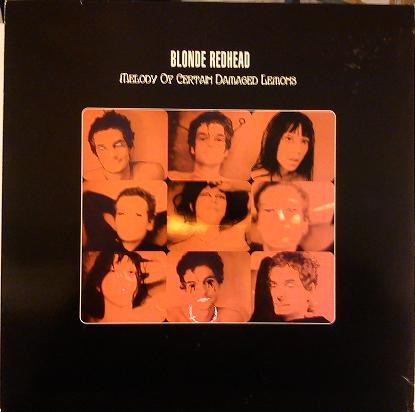 BLONDE REDHEAD
MELODY OF CERTAIN DAMAGED LEMONS